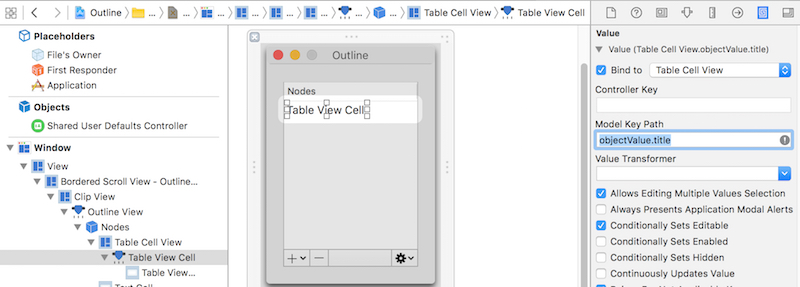 Outline
...
...
...
...
Table Cell View
Table View Cell
Placeholders
File's Owner
First Responder
Application
Objects
Shared User Defaults Controller
Window
View
Bordered Scroll View - Outline...
Clip View
Outline View
Nodes
Table Cell View
Table View Cell
Table View...
Text Cell
Outline
Nodes
Table View Cell
Value
Value (Table Cell View.objectValue.title)
Bind to Table Cell View
Controller Key
Model Key Path
objectValue.title
Value Transformer
Allows Editing Multiple Values Selection
Always Presents Application Modal Alerts
Conditionally Sets Editable
Conditionally Sets Enabled
Conditionally Sets Hidden
Continuously Updates Value